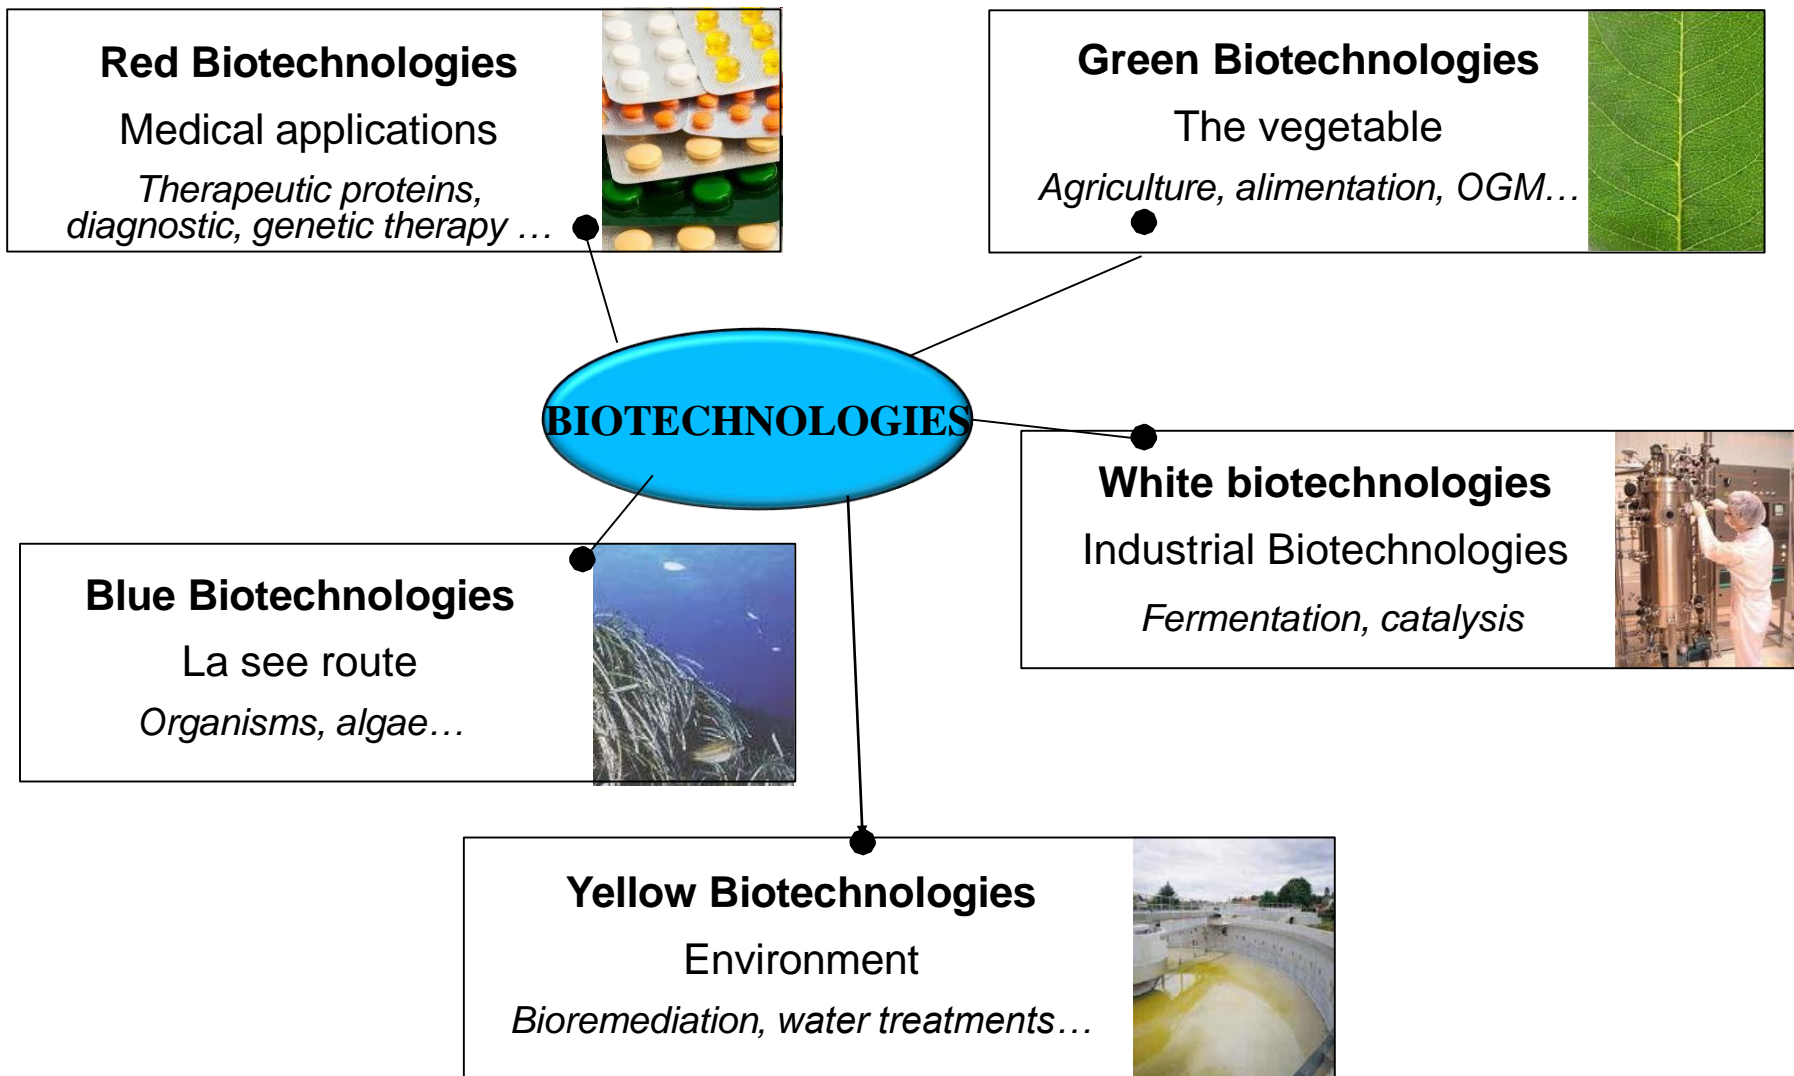 Red Biotechnologies
Medical applications
Therapeutic proteins,
diagnostic, genetic therapy …
Green Biotechnologies
The vegetable
Agriculture, alimentation, OGM…
BIOTECHNOLOGIES
White biotechnologies
Industrial Biotechnologies
Fermentation, catalysis
Blue Biotechnologies
La see route
Organisms, algae…
Yellow Biotechnologies
Environment
Bioremediation, water treatments…